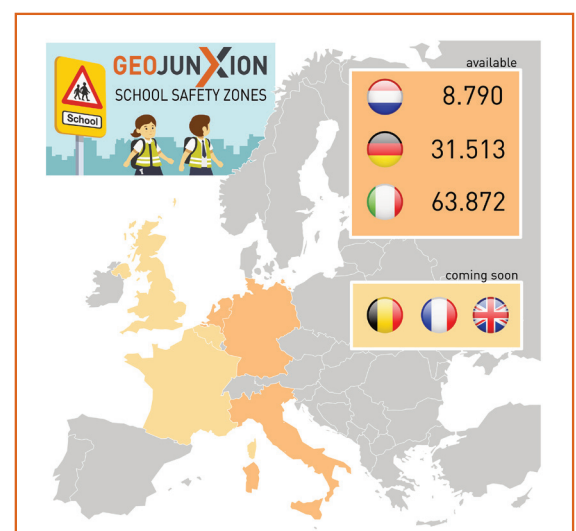 GEOJUNXION
SCHOOL SAFETY ZONES
School
available
8.790
31.513
63.872
coming soon